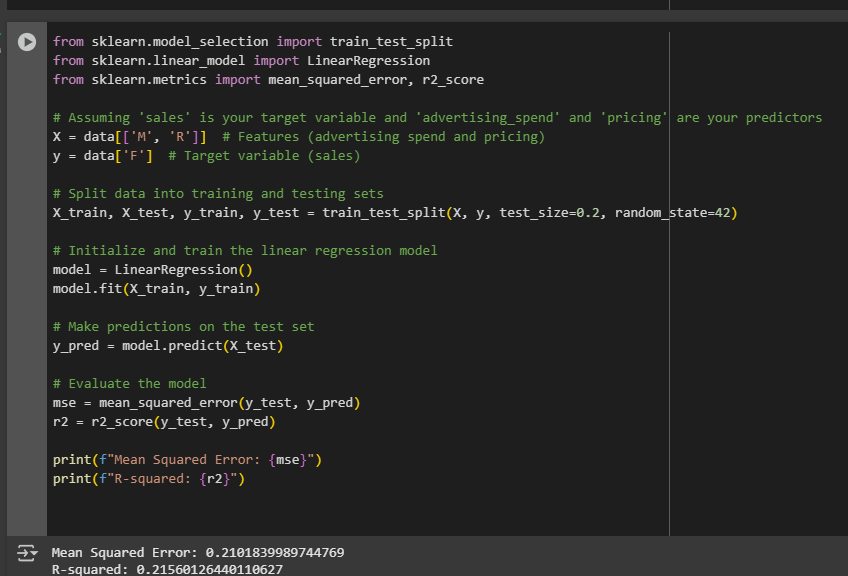 from sklearn.model_selection import train_test_split
from sklearn.linear_model import LinearRegression
from sklearn.metrics import mean_squared_error, r2_score
# Assuming 'sales' is your target variable and 'advertising_spend' and 'pricing' are your predictors
X = data[['M', 'R']]  # Features (advertising spend and pricing)
y = data['F']  # Target variable (sales)
# Split data into training and testing sets
X_train, X_test, y_train, y_test = train_test_split(X, y, test_size=0.2, random_state=42)
# Initialize and train the linear regression model
model = LinearRegression()
model.fit(X_train, y_train)
# Make predictions on the test set
y_pred = model.predict(X_test)
# Evaluate the model
mse = mean_squared_error(y_test, y_pred)
r2 = r2_score(y_test, y_pred)
print(f"Mean Squared Error: {mse}")
print(f"R-squared: {r2}")
Mean Squared Error: 0.2101839989744769
R-squared: 0.21560126440110627